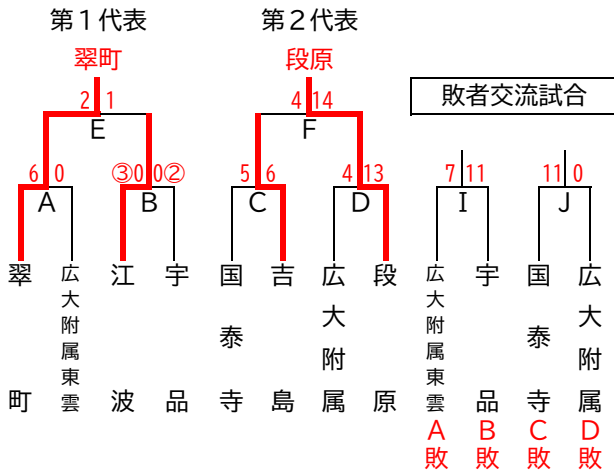 第1代表 第2代表
翠町 段原
敗者交流試合
2 1 4 14
E F
6 0 ③0 0② 5 6 4 13 7 11 11 0
A B C D I J
翠町
広大附属東雲
江波
宇品
国泰寺
吉島
広大附属
段原
広大附属東雲
宇品
国泰寺
広大附属
A敗 B敗 C敗 D敗